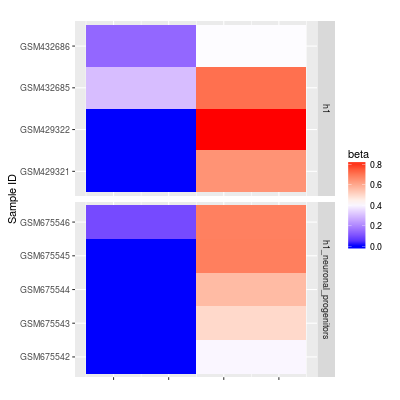 GSM432686
GSM432685
GSM429322
GSM429321
h1
GSM675546
GSM675545
GSM675544
GSM675543
GSM675542
h1_neuronal_progenitors
Sample ID
beta
0.8
0.6
0.4
0.2
0.0